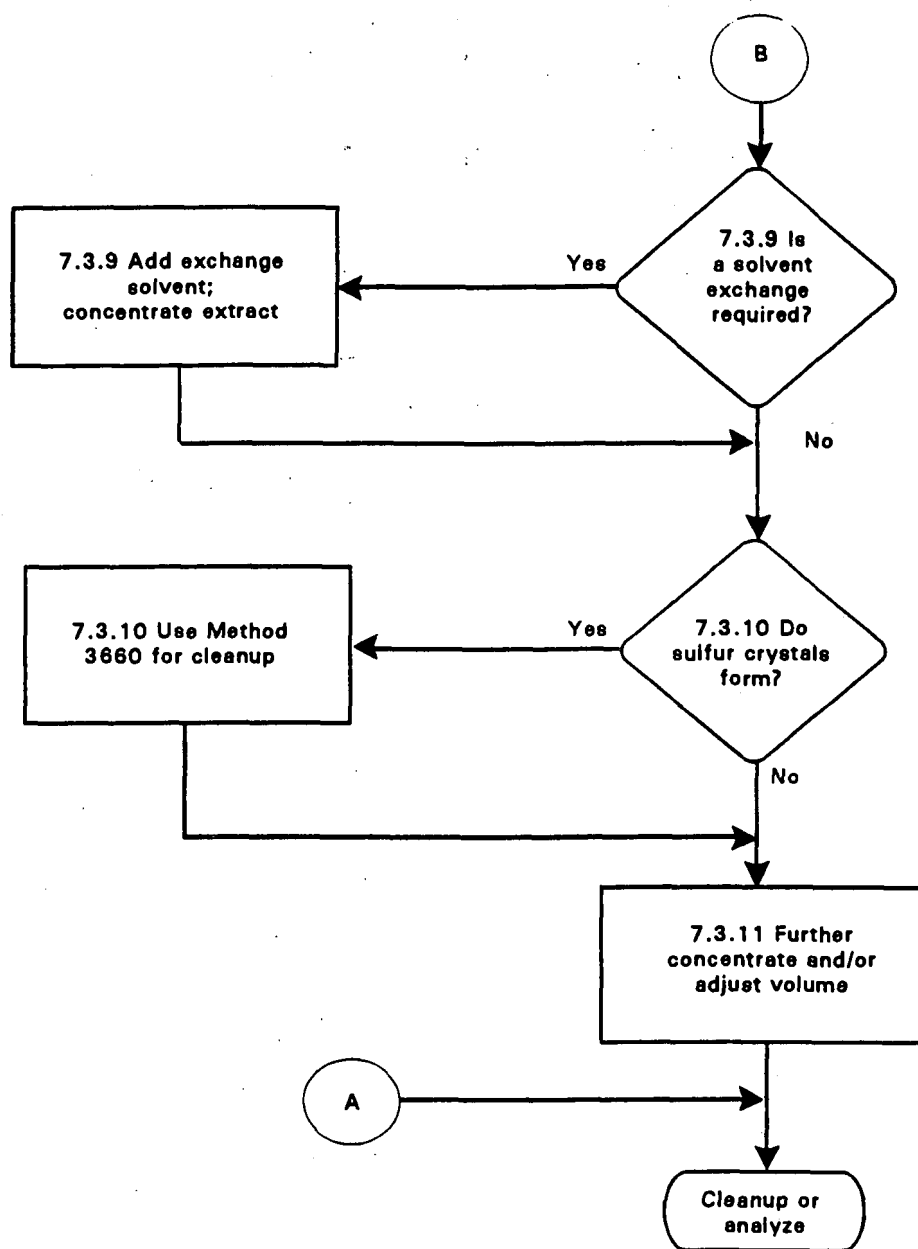 B
7.3.9 Is
a solvent
exchange
required?
Yes
7.3.9 Add exchange
solvent;
concentrate extract
No
7.3.10 Do
sulfur crystals
form?
Yes
7.3.10 Use Method
3660 for cleanup
No
7.3.11 Further
concentrate and/or
adjust volume
A
Cleanup or
analyze